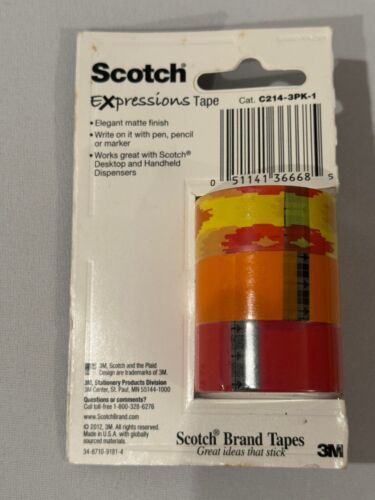 Scotch®
Expressions Tape
Cat. C214-3PK-1
• Elegant matte finish
• Write on it with pen, pencil
or marker
• Works great with Scotch®
Desktop and Handheld
Dispensers
0 51141 36668 5
3M, Scotch and the Plaid
Design are trademarks of 3M.
3M, Stationery Products Division
3M Center, St. Paul, MN 55144-1000
Questions or comments?
Call toll-free 1-800-328-6276
www.ScotchBrand.com
© 2012, 3M. All rights reserved.
Made in U.S.A. with globally
sourced materials.
34-8710-9181-4
Scotch® Brand Tapes
Great ideas that stick
3M